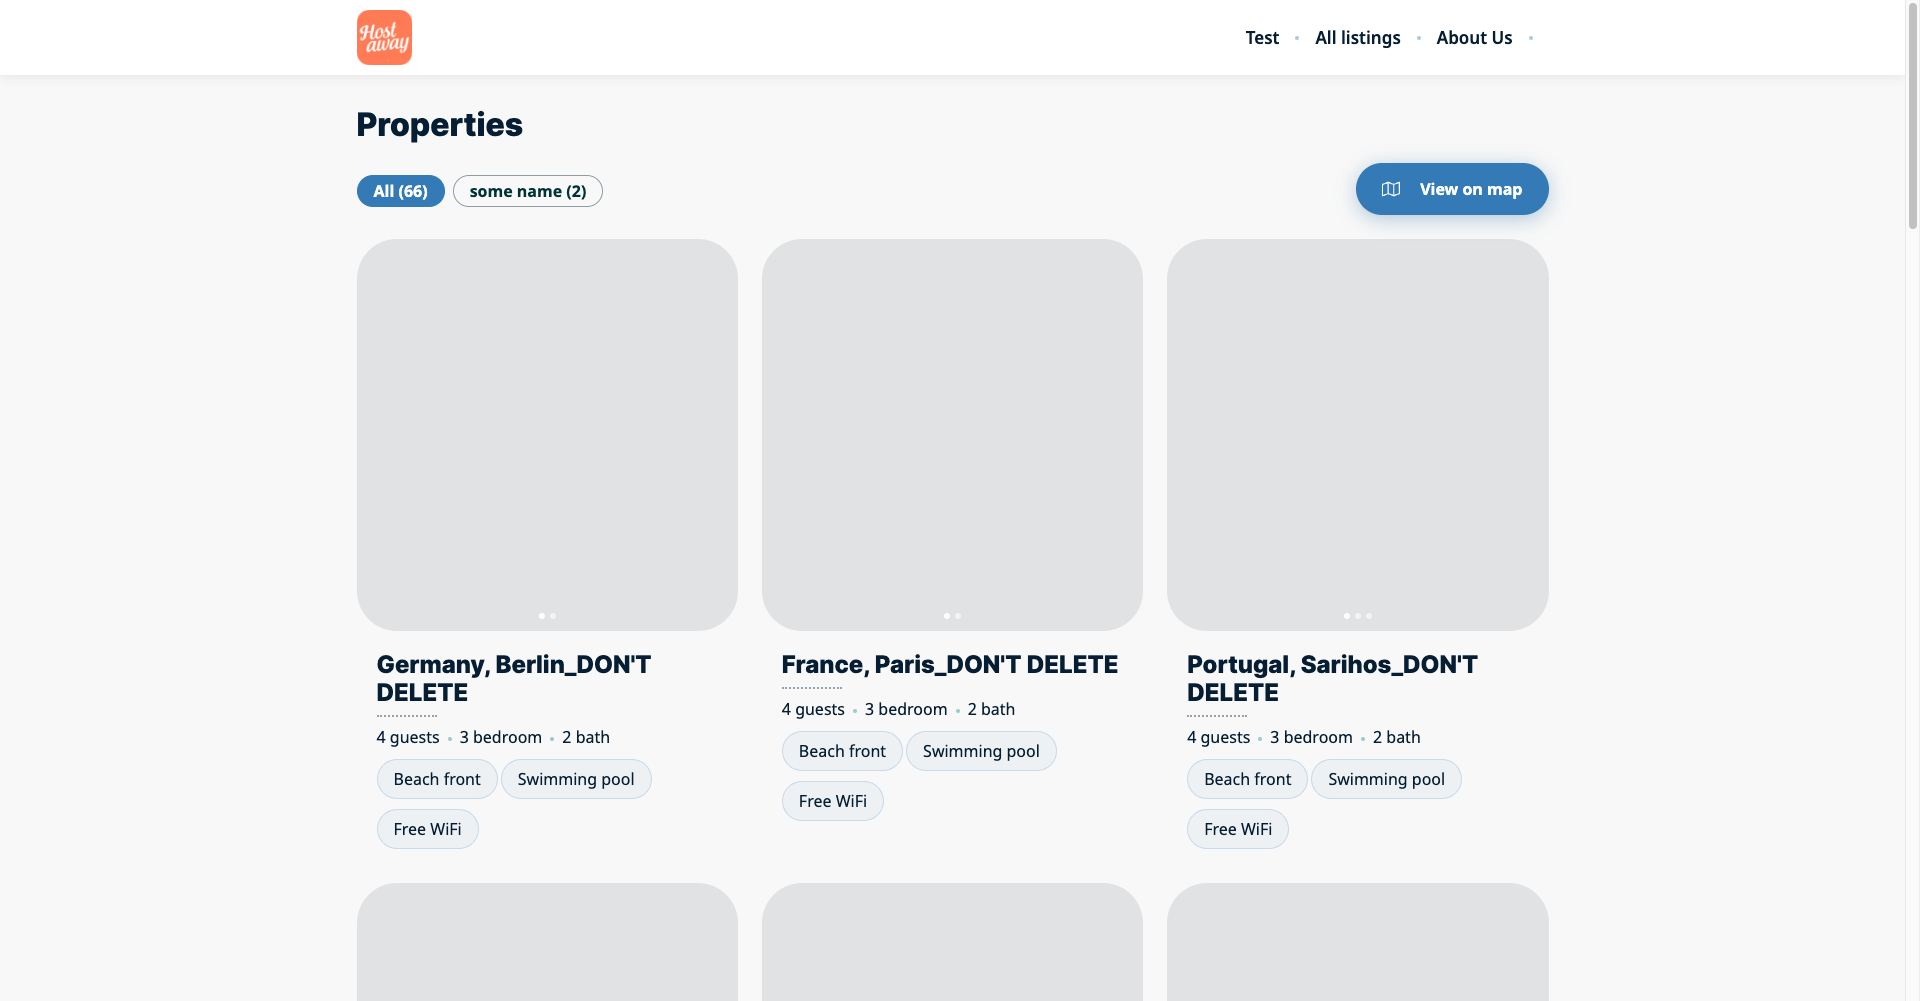 Host
away
Test
All listings
About Us
Properties
All (66)
some name (2)
View on map
Germany, Berlin_DON'T
DELETE
4 guests
3 bedroom
2 bath
Beach front
Swimming pool
Free WiFi
France, Paris_DON'T DELETE
4 guests
3 bedroom
2 bath
Beach front
Swimming pool
Free WiFi
Portugal, Sarihos_DON'T
DELETE
4 guests
3 bedroom
2 bath
Beach front
Swimming pool
Free WiFi